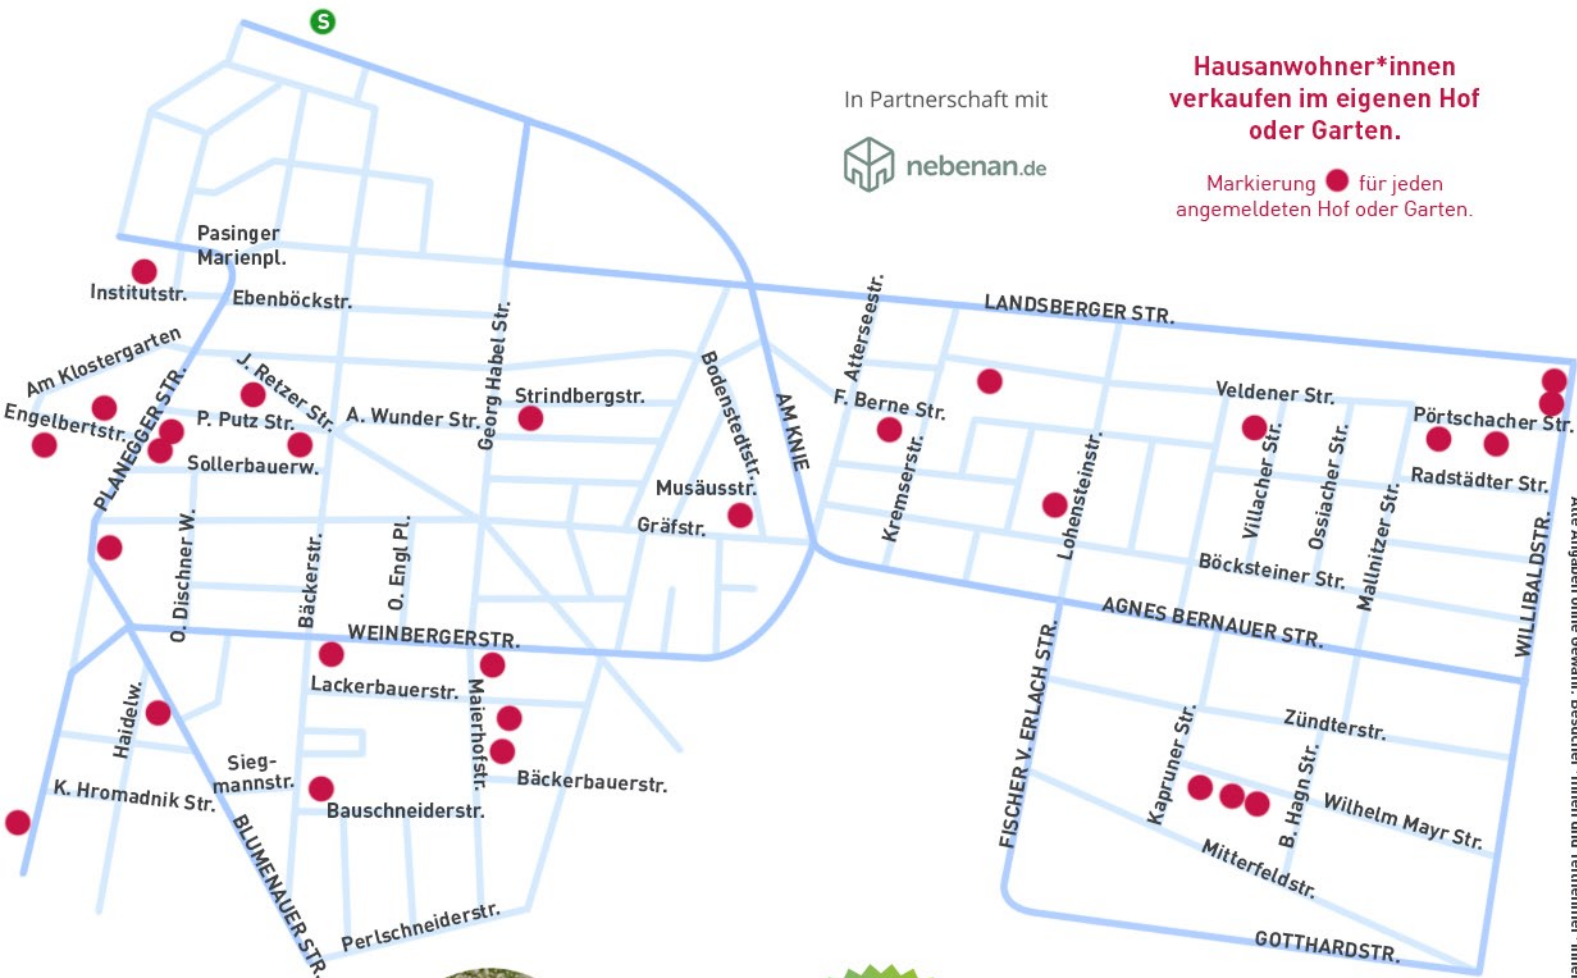 S
In Partnerschaft mit
nebenan.de
Hausanwohner*innen
verkaufen im eigenen Hof
oder Garten.
Markierung für jeden
angemeldeten Hof oder Garten.
Pasinger
Marienpl.
Institutstr.
Ebenböckstr.
Am Klostergarten
Engelbertstr.
PLANEGGER STR.
J. Retzer Str.
P. Putz Str.
A. Wunder Str.
Sollerbauerw.
Georg Habel Str.
Strindbergstr.
Bodenstedtstr.
AM KNIE
Musäusstr.
Gräfstr.
O. Dischner W.
Bäckerstr.
O. Engl Pl.
WEINBERGERSTR.
Lackerbauerstr.
Maierhofstr.
Haidelw.
Sieg-
mannstr.
K. Hromadnik Str.
Bäckerbauerstr.
Bauschneiderstr.
BLUMENAUER STR.
Perlschneiderstr.
Atterseestr.
LANDSBERGER STR.
F. Berne Str.
Kremserstr.
Lohensteinstr.
Veldener Str.
Pörtschacher Str.
Radstädter Str.
Villacher Str.
Ossiacher Str.
Mallnitzer Str.
Böcksteiner Str.
WILLIBALDSTR.
AGNES BERNAUER STR.
FISCHER V. ERLACH STR.
Zündterstr.
Kapruner Str.
B. Hagn Str.
Wilhelm Mayr Str.
Mitterfeldstr.
GOTTHARDSTR.